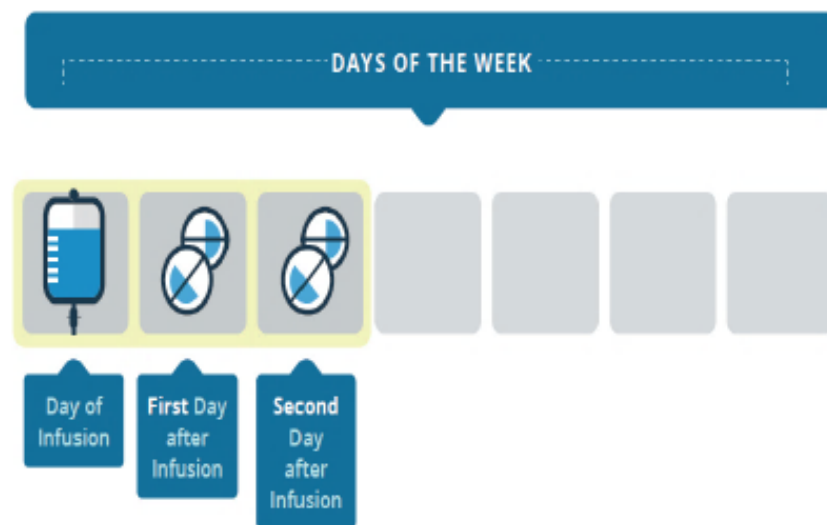 DAYS OF THE WEEK
Day of
Infusion
First Day
after
Infusion
Second
Day
after
Infusion